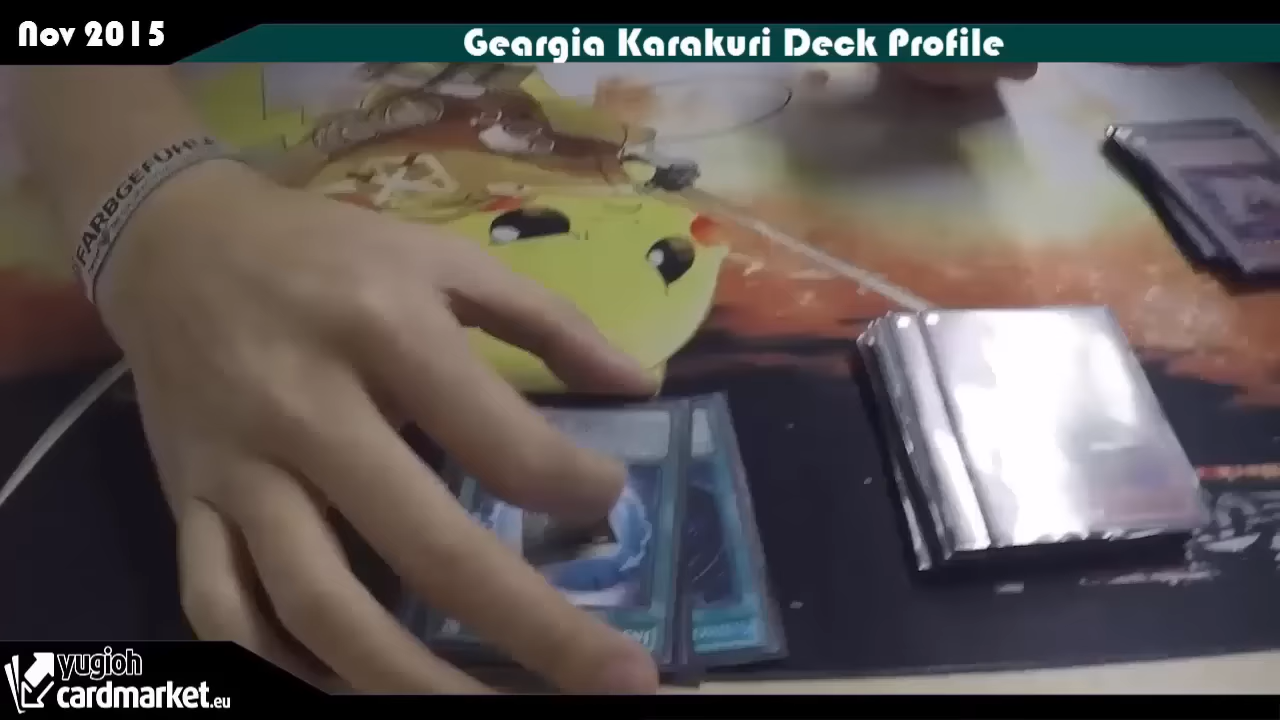 Nov 2015
Geargia Karakuri Deck Profile
FARBGEFÜHL
yugioh
cardmarket.eu